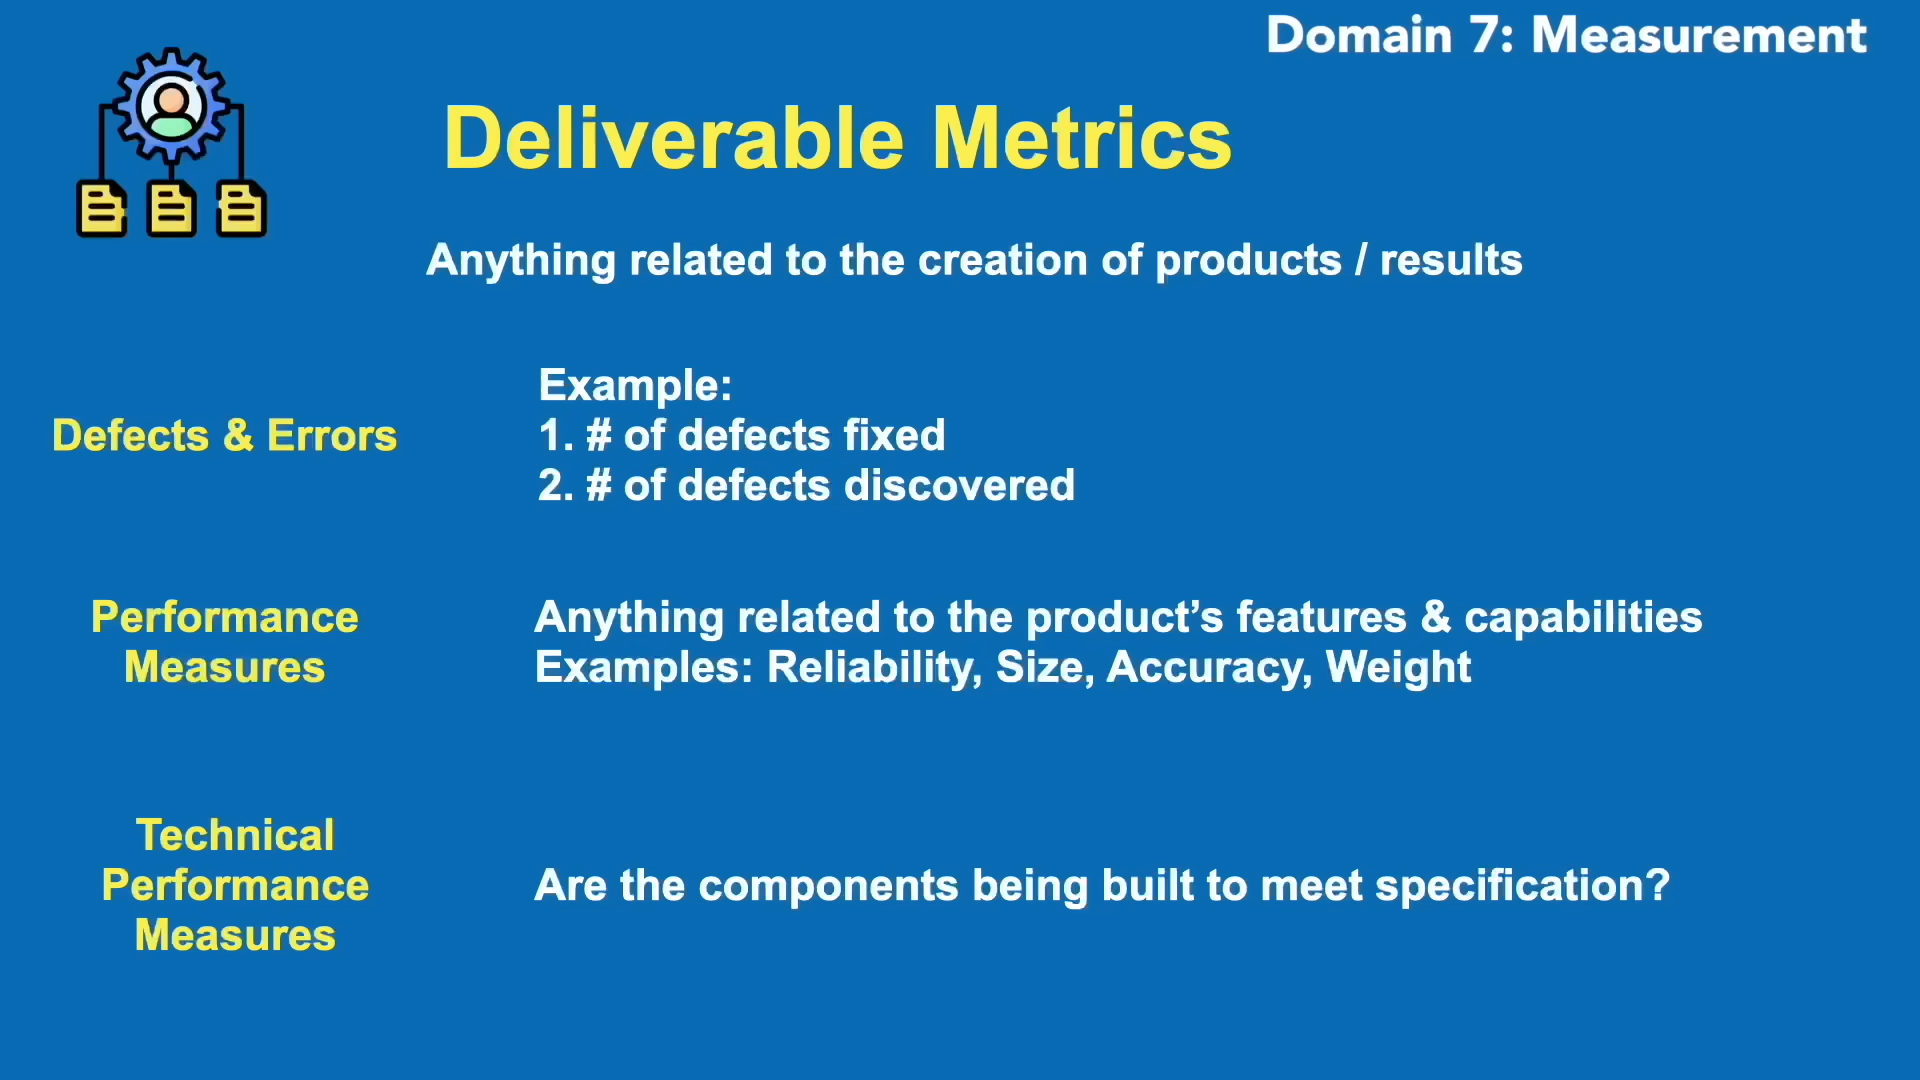 Domain 7: Measurement
Deliverable Metrics
Anything related to the creation of products / results
Defects & Errors
Example:
1. # of defects fixed
2. # of defects discovered
Performance
Measures
Anything related to the product’s features & capabilities
Examples: Reliability, Size, Accuracy, Weight
Technical
Performance
Measures
Are the components being built to meet specification?